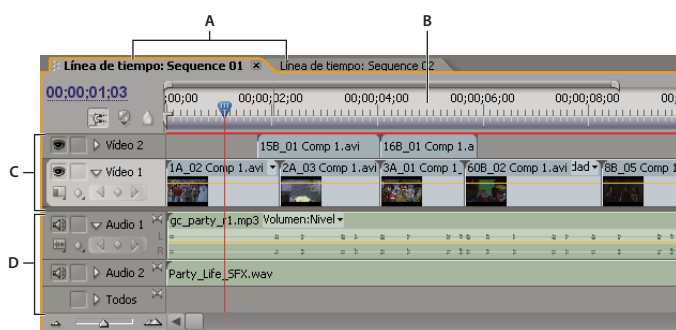 A
B
Línea de tiempo: Sequence 01 Línea de tiempo: Sequence 02
00;00;01;03
;00;00 00;00;02;00 00;00;04;00 00;00;06;00 00;00;08;00 00;
C
Vídeo 2 15B_01 Comp 1.avi 16B_01 Comp 1.a
Vídeo 1 1A_02 Comp 1.avi 2A_03 Comp 1.avi 3A_01 Comp 1_ 60B_02 Comp 1.avi dad 8B_05 Comp 1
D
Audio 1 gc_party_r1.mp3 Volumen:Nivel
L
R
Audio 2 Party_Life_SFX.wav
Todos